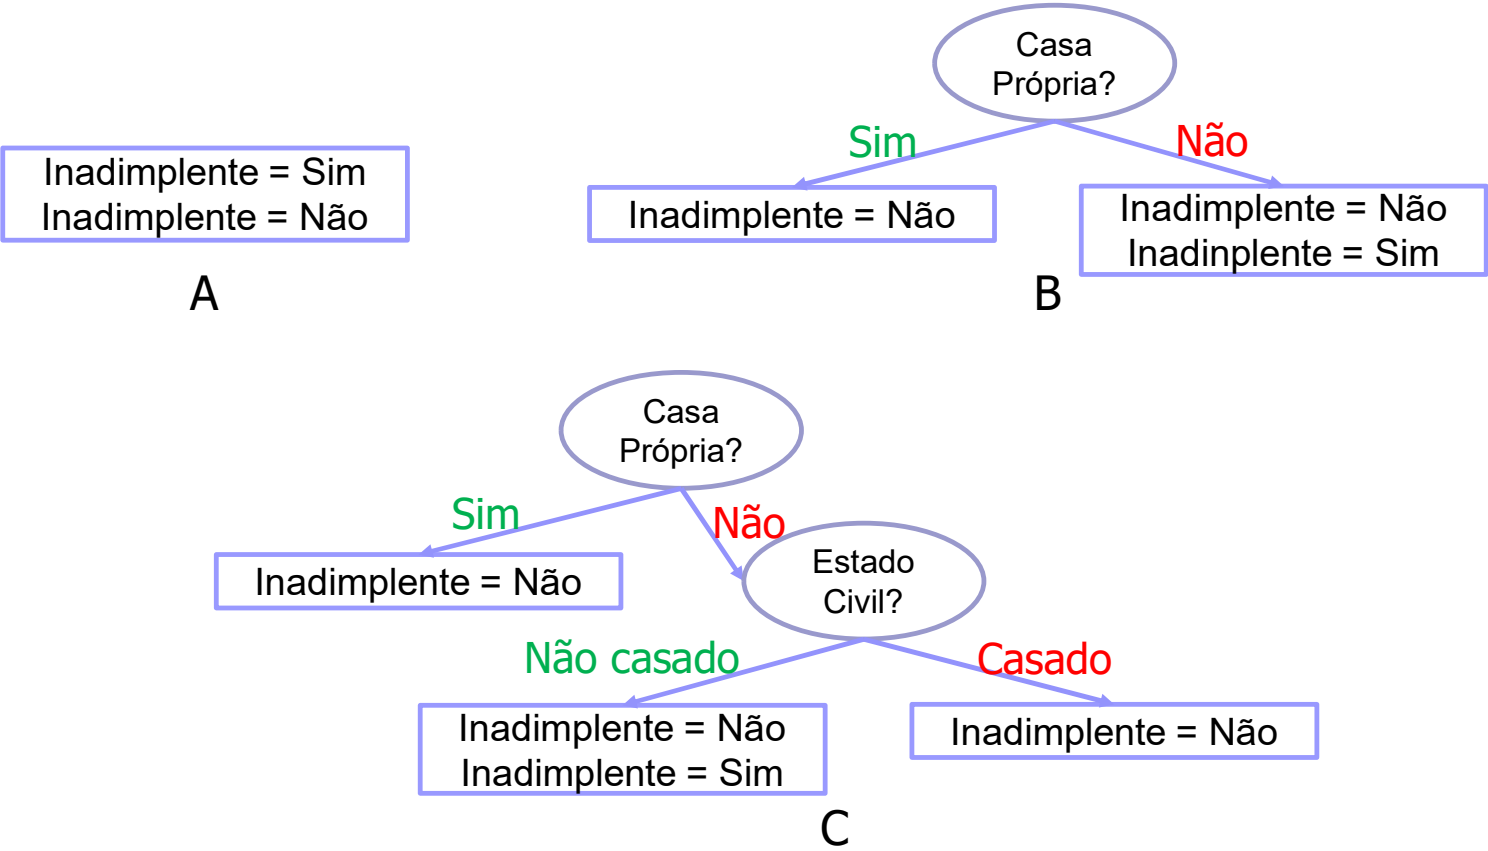 Casa
Própria?
Sim
Não
Inadimplente = Sim
Inadimplente = Não
A
Inadimplente = Não
Inadimplente = Não
Inadinplente = Sim
B
Casa
Própria?
Sim
Não
Inadimplente = Não
Estado
Civil?
Não casado
Casado
Inadimplente = Não
Inadimplente = Sim
Inadimplente = Não
C